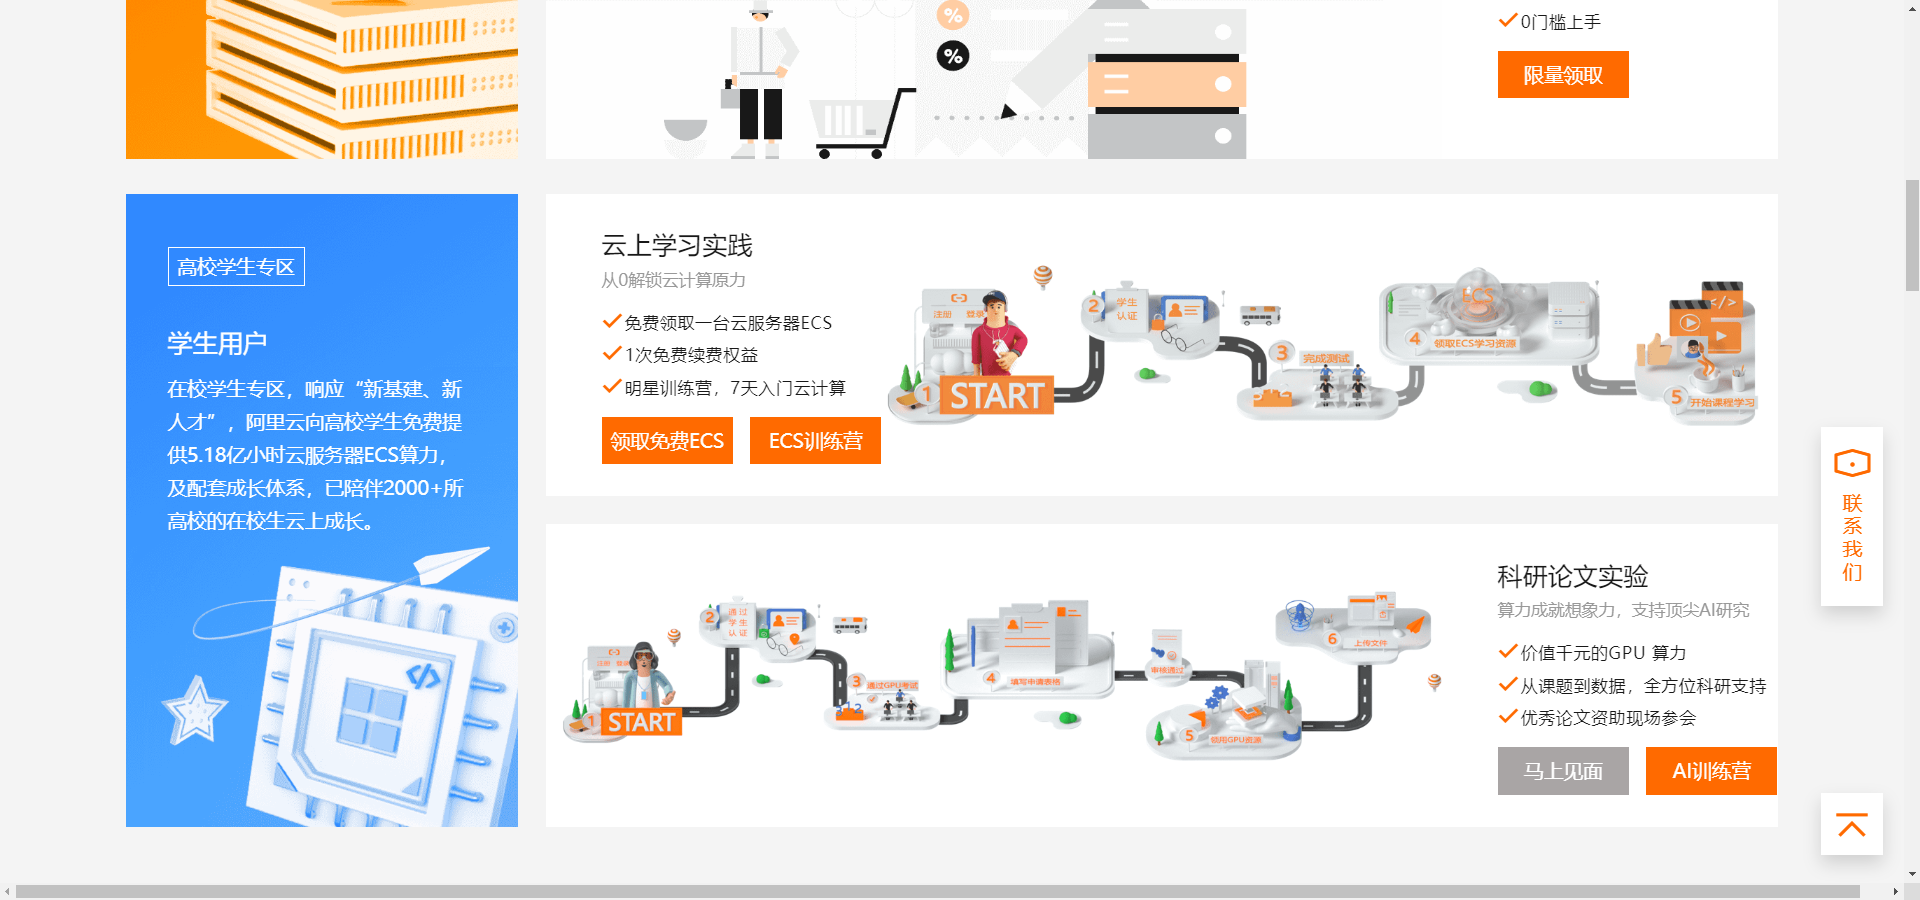 0门槛上手
限量领取
高校学生专区
学生用户
在校学生专区，响应“新基建、新
人才”，阿里云向高校学生免费提
供5.18亿小时云服务器ECS算力，
及配套成长体系，已陪伴2000+所
高校的在校生云上成长。
云上学习实践
从0解锁云计算原力
免费领取一台云服务器ECS
1次免费续费权益
明星训练营，7天入门云计算
领取免费ECS
ECS训练营
注册 登录
1
START
2
学生
认证
3
完成测试
4
ECS
领取ECS学习资源
5
开始课程学习
科研论文实验
算力成就想象力，支持顶尖AI研究
价值千元的GPU 算力
从课题到数据，全方位科研支持
优秀论文资助现场参会
马上见面
AI训练营
注册 登录
1
START
2
通过
学生
认证
3
通过GPU考试
4
填写申请表格
审核通过
5
领用GPU资源
6
上传文件
联
系
我
们